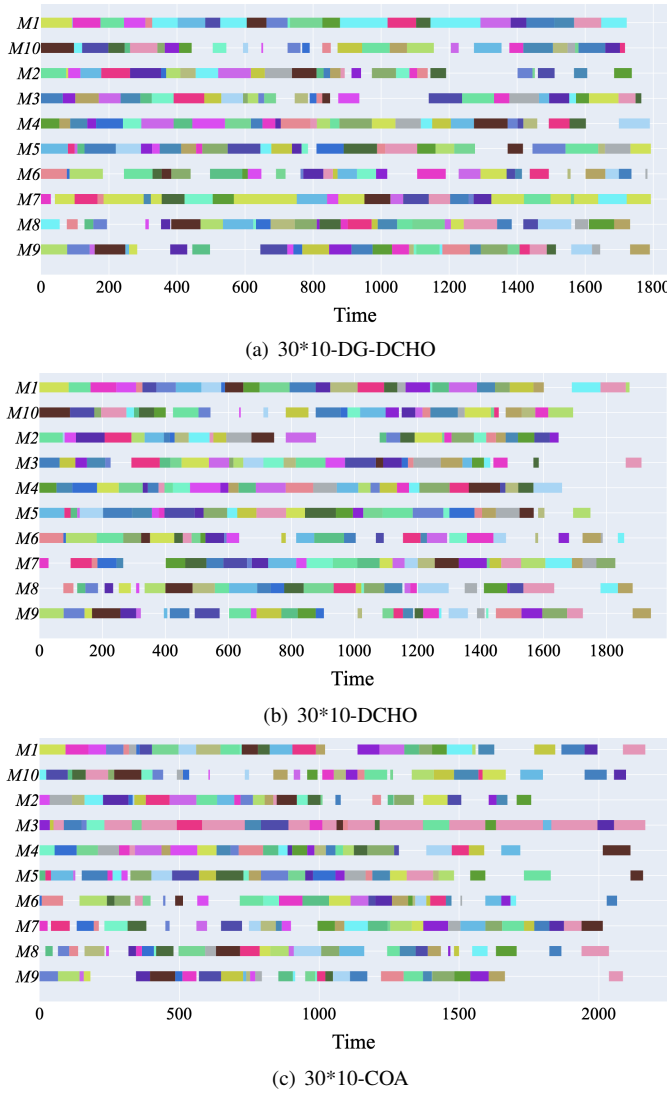 M1
M10
M2
M3
M4
M5
M6
M7
M8
M9
0 200 400 600 800 1000 1200 1400 1600 1800
Time
(a) 30*10-DG-DCHO
M1
M10
M2
M3
M4
M5
M6
M7
M8
M9
0 200 400 600 800 1000 1200 1400 1600 1800
Time
(b) 30*10-DCHO
M1
M10
M2
M3
M4
M5
M6
M7
M8
M9
0 500 1000 1500 2000
Time
(c) 30*10-COA